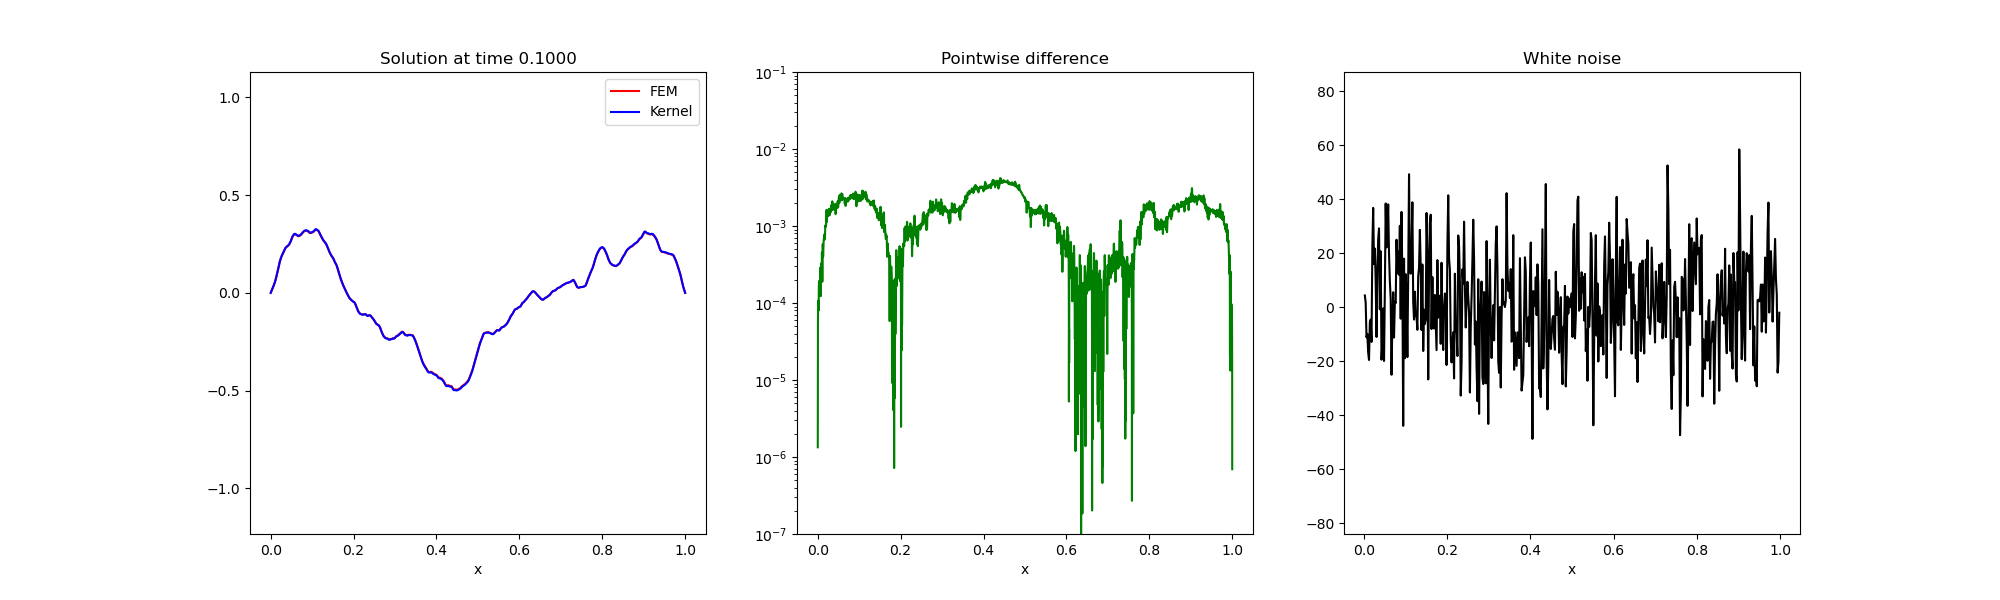 Solution at time 0.1000
1.0
0.5
0.0
−0.5
−1.0
0.0 0.2 0.4 0.6 0.8 1.0
x
FEM
Kernel
Pointwise difference
10⁻¹
10⁻²
10⁻³
10⁻⁴
10⁻⁵
10⁻⁶
10⁻⁷
0.0 0.2 0.4 0.6 0.8 1.0
x
White noise
80
60
40
20
0
−20
−40
−60
−80
0.0 0.2 0.4 0.6 0.8 1.0
x